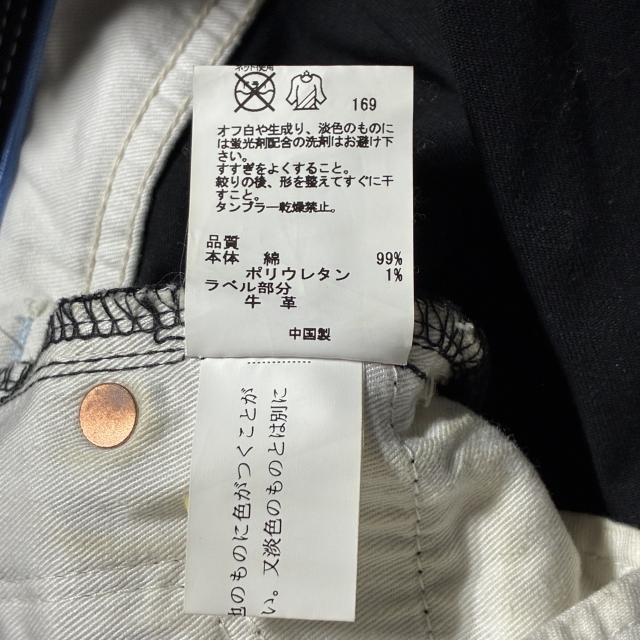 ネット使用
169
オフ白や生成り、淡色のものに
は蛍光剤配合の洗剤はお避け下
さい。
すすぎをよくすること。
絞りの後、形を整えてすぐに干
すこと。
タンブラー乾燥禁止。
品質
本体 綿 99%
ポリウレタン 1%
ラベル部分
牛 革
中国製
のものに色がつくことが
い。又淡色のものとは別に